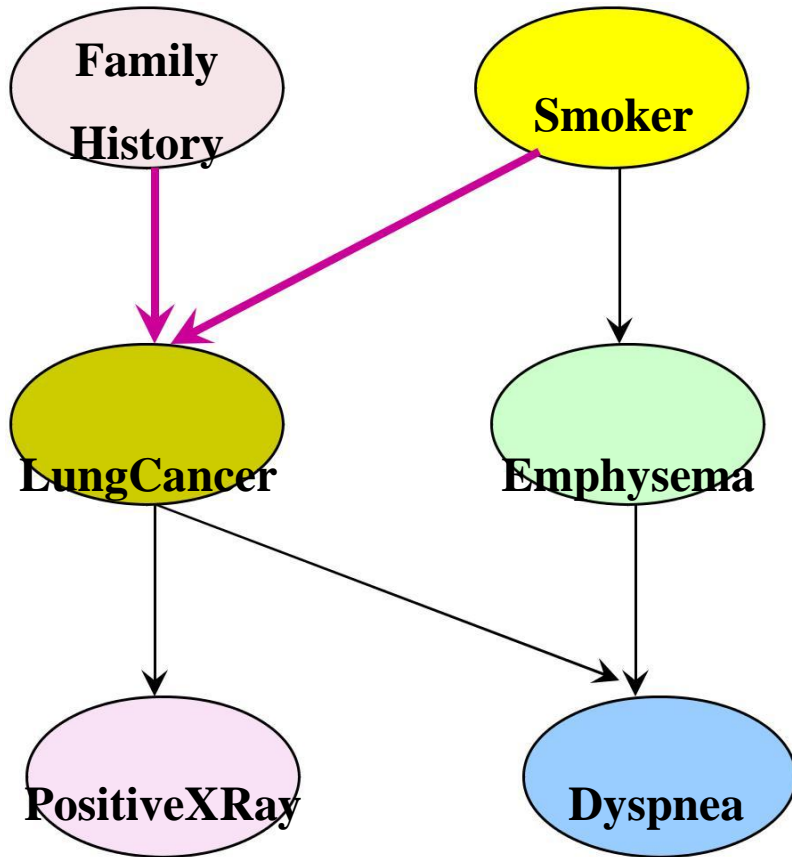 Family
History
Smoker
LungCancer
Emphysema
PositiveXRay
Dyspnea